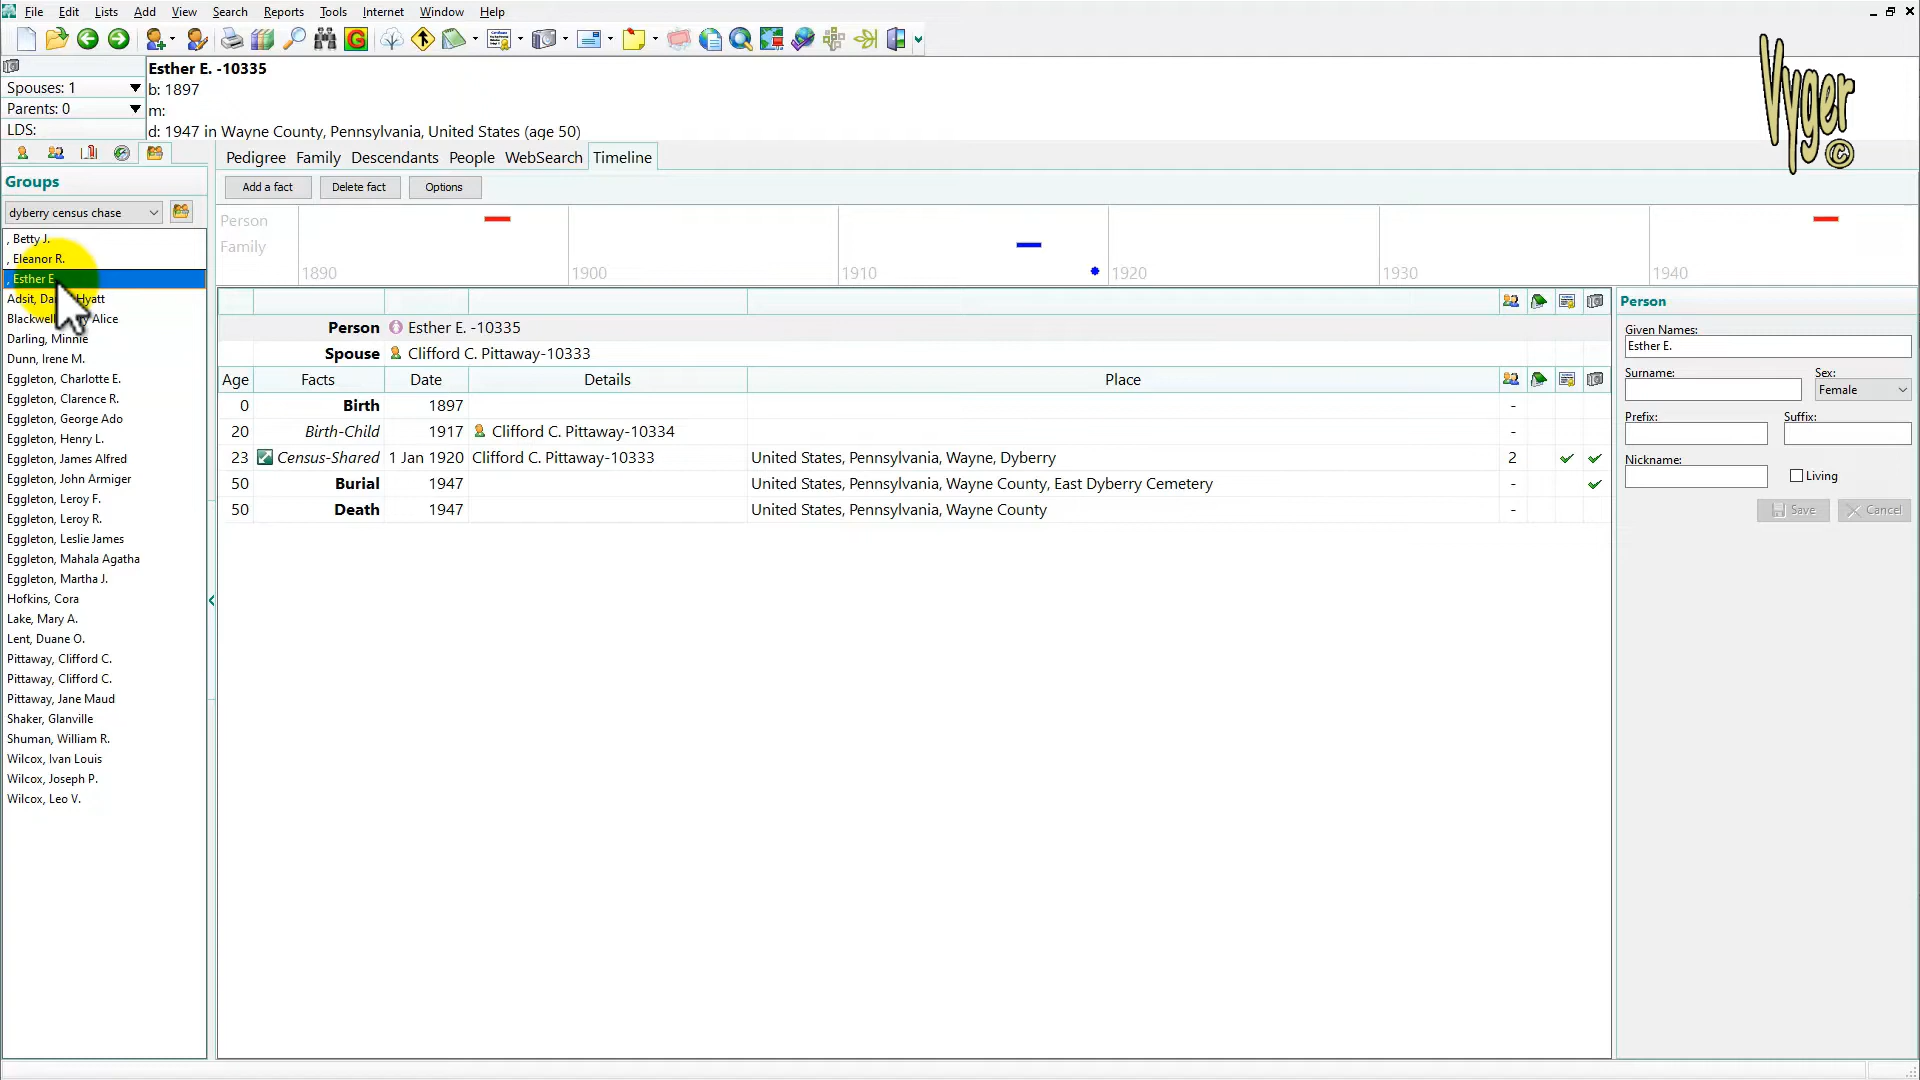 File Edit Lists Add View Search Reports Tools Internet Window Help
Spouses: 1
Parents: 0
LDS:
Esther E. -10335
b: 1897
m:
d: 1947 in Wayne County, Pennsylvania, United States (age 50)
Vyger ©
Pedigree Family Descendants People WebSearch Timeline
Groups
dyberry census chase
Add a fact Delete fact Options
Person
Family
1890 1900 1910 1920 1930 1940
, Betty J.
, Eleanor R.
, Esther E
Adsit, Hyatt
Blackwell, Alice
Darling, Minnie
Dunn, Irene M.
Eggleton, Charlotte E.
Eggleton, Clarence R.
Eggleton, George Ado
Eggleton, Henry L.
Eggleton, James Alfred
Eggleton, John Armiger
Eggleton, Leroy F.
Eggleton, Leroy R.
Eggleton, Leslie James
Eggleton, Mahala Agatha
Eggleton, Martha J.
Hofkins, Cora
Lake, Mary A.
Lent, Duane O.
Pittaway, Clifford C.
Pittaway, Clifford C.
Pittaway, Jane Maud
Shaker, Glanville
Shuman, William R.
Wilcox, Ivan Louis
Wilcox, Joseph P.
Wilcox, Leo V.
Person Esther E. -10335
Spouse Clifford C. Pittaway-10333
Age Facts Date Details Place
0 Birth 1897 -
20 Birth-Child 1917 Clifford C. Pittaway-10334 -
23 Census-Shared 1 Jan 1920 Clifford C. Pittaway-10333 United States, Pennsylvania, Wayne, Dyberry 2
50 Burial 1947 United States, Pennsylvania, Wayne County, East Dyberry Cemetery -
50 Death 1947 United States, Pennsylvania, Wayne County -
Person
Given Names:
Esther E.
Surname: Sex:
Female
Prefix: Suffix:
Nickname:
Living
Save Cancel